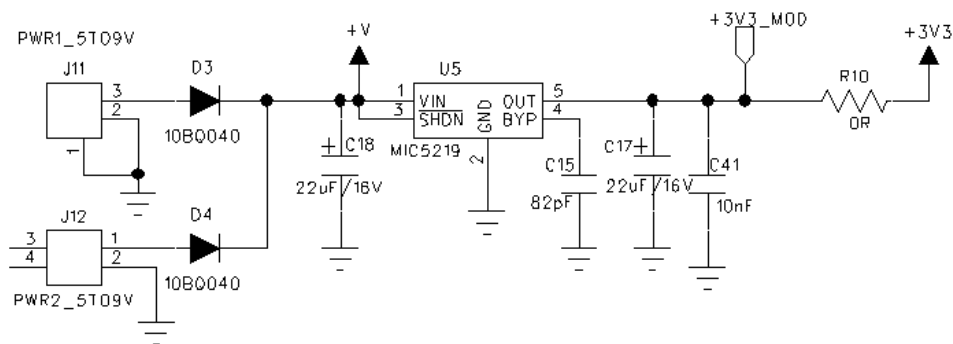 +3V3_MOD
+V
+3V3
PWR1_5TO9V
J11
D3
U5
R10
3
2
1
10BQ040
1
3
VIN
SHDN
GND
OUT
BYP
5
4
0R
MIC5219
2
C18
22uF/16V
C15
82pF
C17
22uF/16V
C41
10nF
J12
D4
3
4
1
2
10BQ040
PWR2_5TO9V